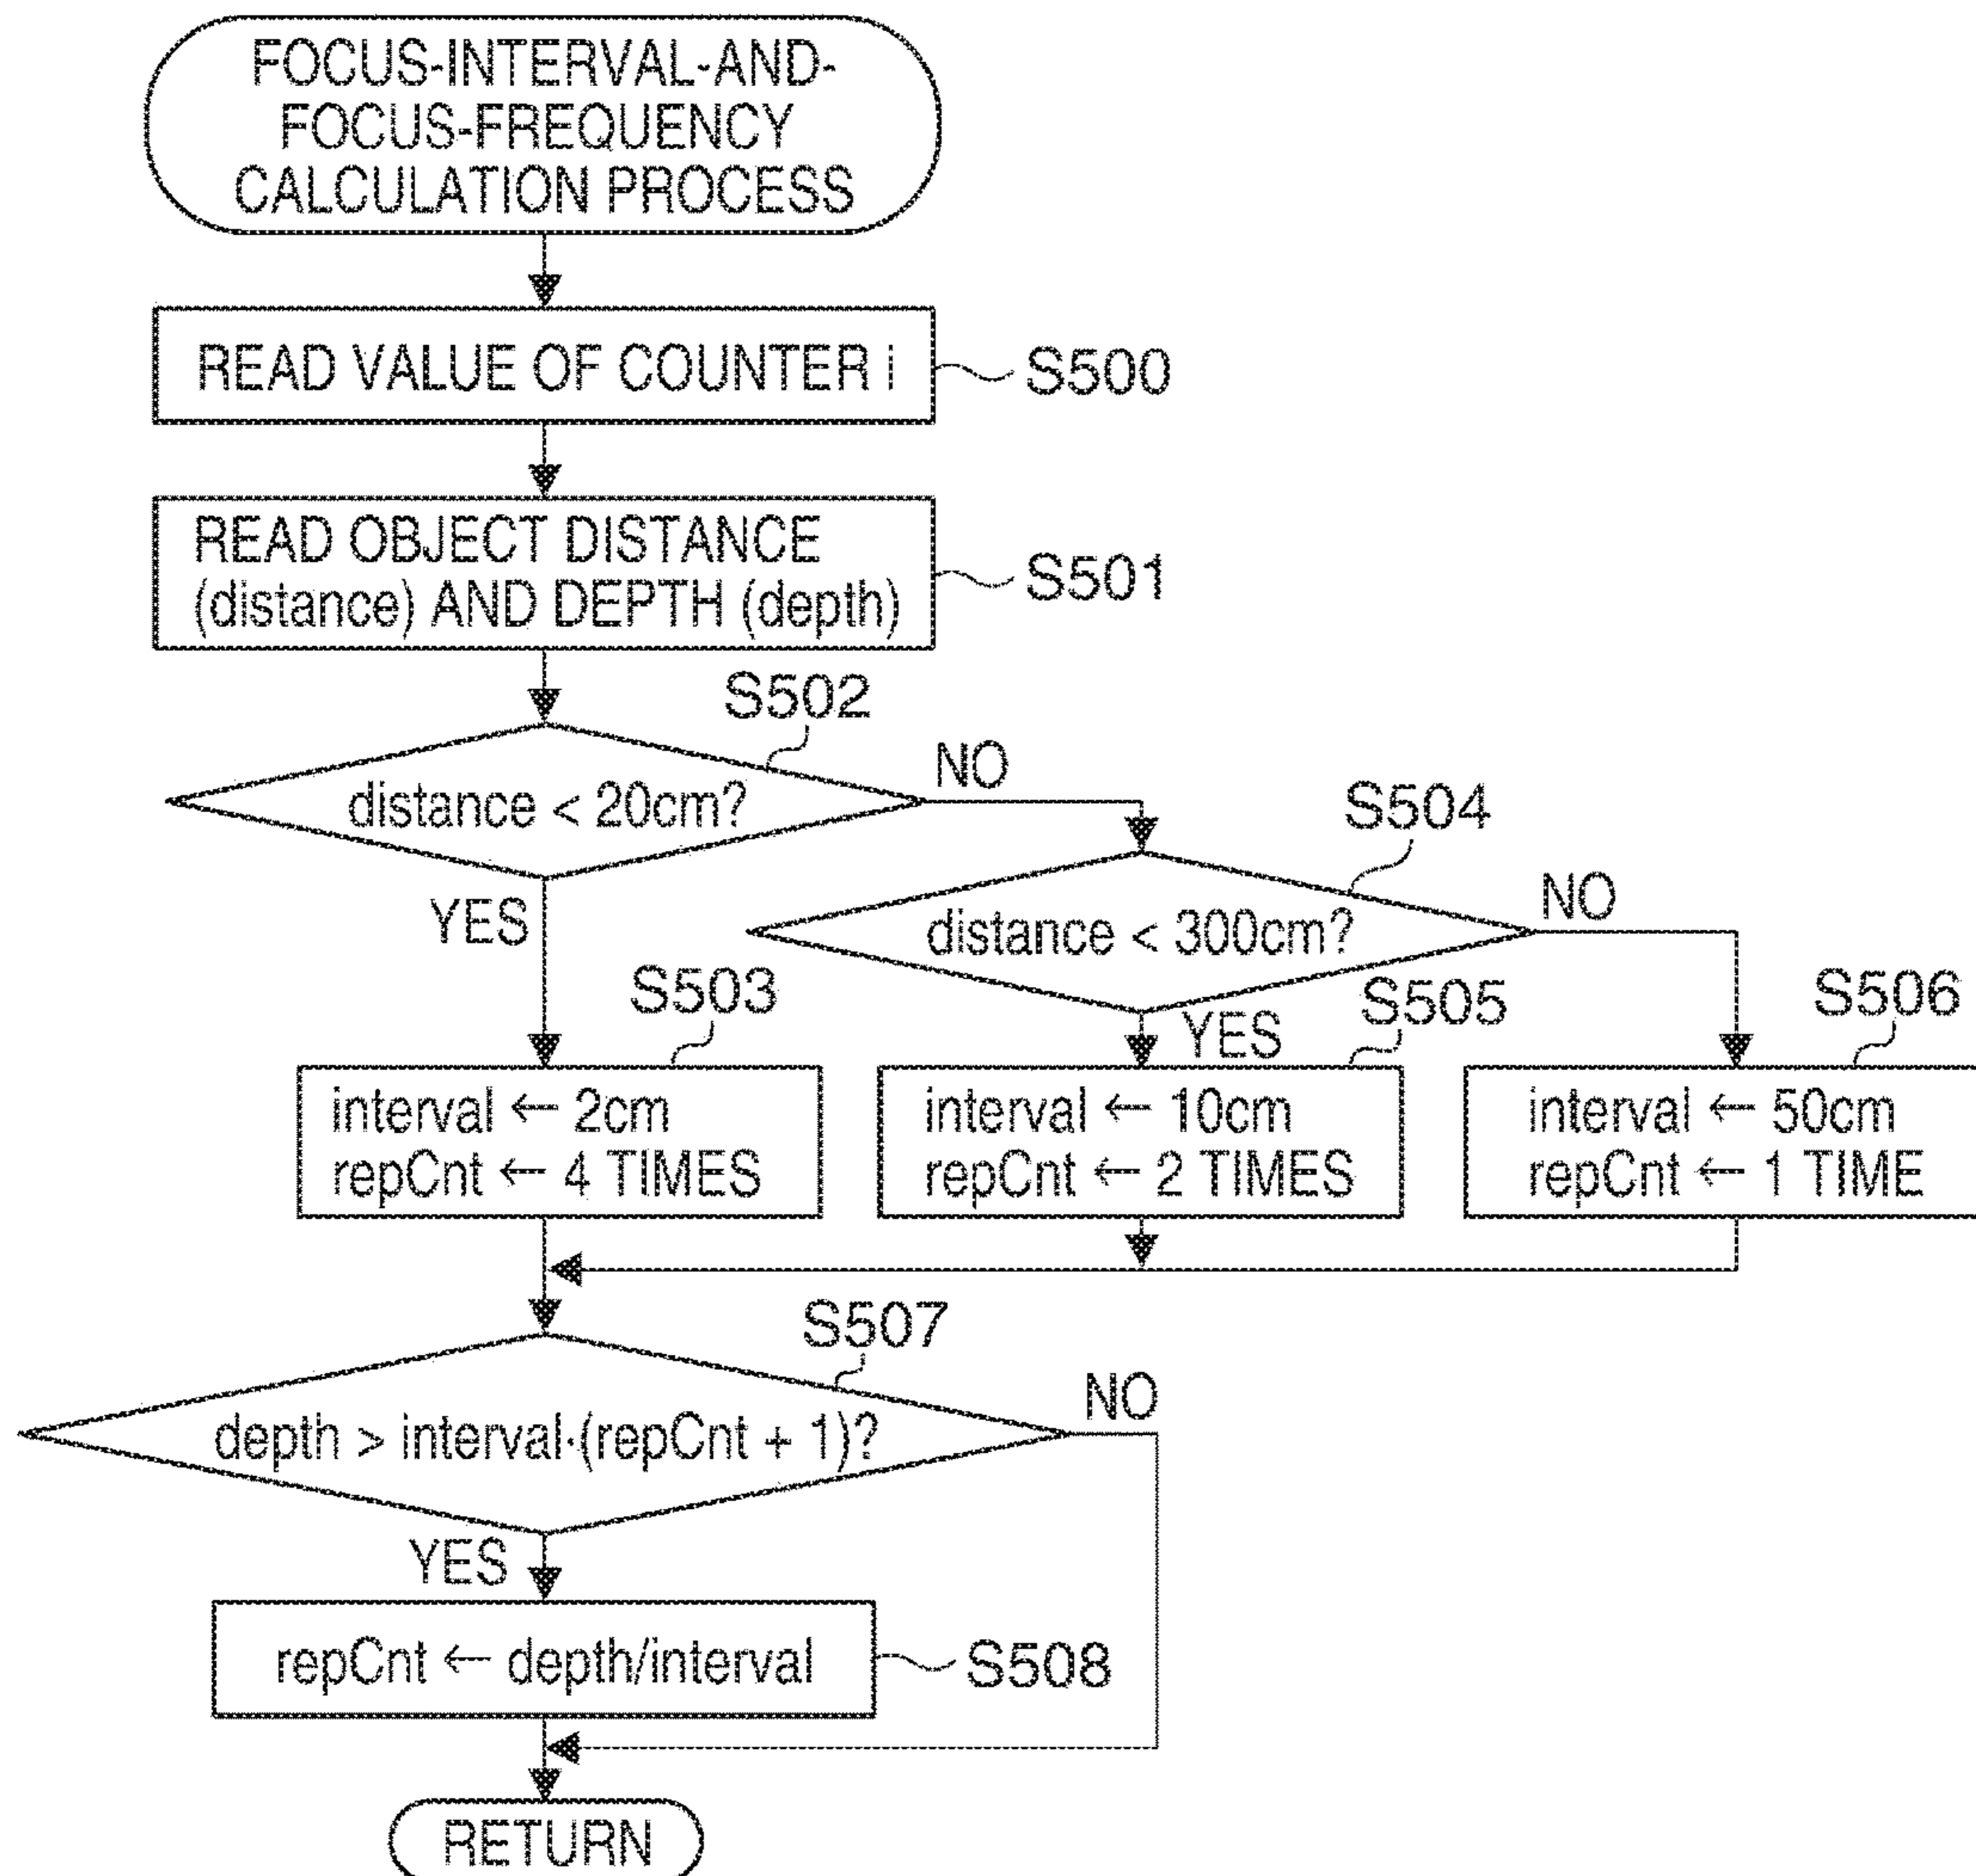 FOCUS-INTERVAL-AND-
FOCUS-FREQUENCY
CALCULATION PROCESS
READ VALUE OF COUNTER i
S500
READ OBJECT DISTANCE
(distance) AND DEPTH (depth)
S501
S502
distance < 20cm?
NO
YES
S504
distance < 300cm?
NO
YES
S503
interval ← 2cm
repCnt ← 4 TIMES
S505
interval ← 10cm
repCnt ← 2 TIMES
S506
interval ← 50cm
repCnt ← 1 TIME
S507
depth > interval·(repCnt + 1)?
NO
YES
repCnt ← depth/interval
S508
RETURN